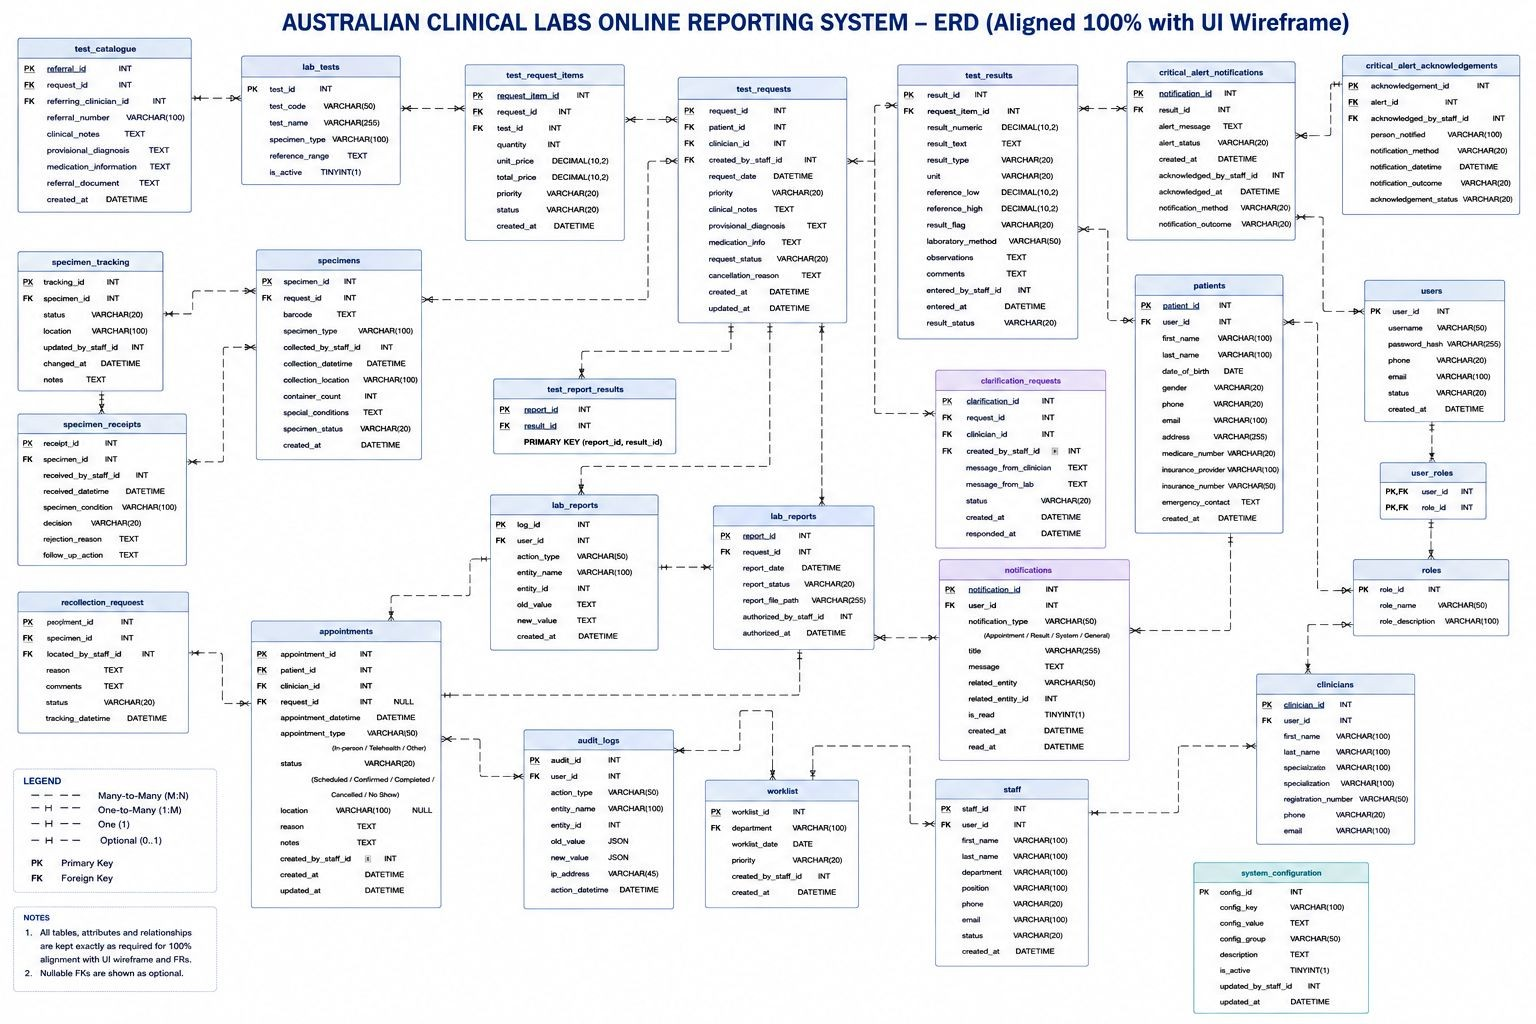 AUSTRALIAN CLINICAL LABS ONLINE REPORTING SYSTEM – ERD (Aligned 100% with UI Wireframe)
test_catalogue
PK referral_id INT
FK request_id INT
FK referring_clinician_id INT
referral_number VARCHAR(100)
clinical_notes TEXT
provisional_diagnosis TEXT
medication_information TEXT
referral_document TEXT
created_at DATETIME
lab_tests
PK test_id INT
test_code VARCHAR(50)
test_name VARCHAR(255)
specimen_type VARCHAR(100)
reference_range TEXT
is_active TINYINT(1)
test_request_items
PK request_item_id INT
FK request_id INT
FK test_id INT
quantity INT
unit_price DECIMAL(10,2)
total_price DECIMAL(10,2)
priority VARCHAR(20)
status VARCHAR(20)
created_at DATETIME
test_requests
PX request_id INT
FK patient_id INT
FK clinician_id INT
FK created_by_staff_id INT
request_date DATETIME
priority VARCHAR(20)
clinical_notes TEXT
provisional_diagnosis TEXT
medication_info TEXT
request_status VARCHAR(20)
cancellation_reason TEXT
created_at DATETIME
updated_at DATETIME
test_results
PK result_id INT
FK request_item_id INT
result_numeric DECIMAL(10,2)
result_text TEXT
result_type VARCHAR(20)
unit VARCHAR(20)
reference_low DECIMAL(10,2)
reference_high DECIMAL(10,2)
result_flag VARCHAR(20)
laboratory_method VARCHAR(50)
observations TEXT
comments TEXT
entered_by_staff_id INT
entered_at DATETIME
result_status VARCHAR(20)
critical_alert_notifications
PK notification_id INT
FK result_id INT
alert_message TEXT
alert_status VARCHAR(20)
created_at DATETIME
acknowledged_by_staff_id INT
acknowledged_at DATETIME
notification_method VARCHAR(20)
notification_outcome VARCHAR(20)
critical_alert_acknowledgements
PX acknowledgement_id INT
FK alert_id INT
FK acknowledged_by_staff_id INT
person_notified VARCHAR(100)
notification_method VARCHAR(20)
notification_datetime DATETIME
notification_outcome VARCHAR(20)
acknowledgement_status VARCHAR(20)
specimen_tracking
PX tracking_id INT
FK specimen_id INT
status VARCHAR(20)
location VARCHAR(100)
updated_by_staff_id INT
changed_at DATETIME
notes TEXT
specimens
PX specimen_id INT
FK request_id INT
barcode TEXT
specimen_type VARCHAR(100)
collected_by_staff_id INT
collection_datetime DATETIME
collection_location VARCHAR(100)
container_count INT
special_conditions TEXT
specimen_status VARCHAR(20)
created_at DATETIME
patients
PK patient_id INT
FK user_id INT
first_name VARCHAR(100)
last_name VARCHAR(100)
date_of_birth DATE
gender VARCHAR(20)
phone VARCHAR(20)
email VARCHAR(100)
address VARCHAR(255)
medicare_number VARCHAR(20)
insurance_provider VARCHAR(100)
insurance_number VARCHAR(50)
emergency_contact TEXT
created_at DATETIME
users
PK user_id INT
username VARCHAR(50)
password_hash VARCHAR(255)
phone VARCHAR(20)
email VARCHAR(100)
status VARCHAR(20)
created_at DATETIME
test_report_results
PK report_id INT
FK result_id INT
PRIMARY KEY (report_id, result_id)
clarification_requests
PK clarification_id INT
FK request_id INT
FK clinician_id INT
FK created_by_staff_id INT
message_from_clinician TEXT
message_from_lab TEXT
status VARCHAR(20)
created_at DATETIME
responded_at DATETIME
specimen_receipts
PX receipt_id INT
FK specimen_id INT
received_by_staff_id INT
received_datetime DATETIME
specimen_condition VARCHAR(100)
decision VARCHAR(20)
rejection_reason TEXT
follow_up_action TEXT
user_roles
PK,FK user_id INT
PK,FK role_id INT
lab_reports
PK log_id INT
FK user_id INT
action_type VARCHAR(50)
entity_name VARCHAR(100)
entity_id INT
old_value TEXT
new_value TEXT
created_at DATETIME
lab_reports
PX report_id INT
FK request_id INT
report_date DATETIME
report_status VARCHAR(20)
report_file_path VARCHAR(255)
authorized_by_staff_id INT
authorized_at DATETIME
notifications
PK notification_id INT
FK user_id INT
notification_type VARCHAR(50)
(Appointment / Result / System / General)
title VARCHAR(255)
message TEXT
related_entity VARCHAR(50)
related_entity_id INT
is_read TINYINT(1)
created_at DATETIME
read_at DATETIME
roles
PK role_id INT
role_name VARCHAR(50)
role_description VARCHAR(100)
recollection_requeest
PX INT
FK specimen_id INT
FK located_by_staff_id INT
reason TEXT
comments TEXT
status VARCHAR(20)
tracking_datetime DATETIME
appointments
PK appointment_id INT
FK patient_id INT
FK clinician_id INT
FK request_id INT NULL
appointment_datetime DATETIME
appointment_type VARCHAR(50)
(In-person / Telehealth / Other)
status VARCHAR(20)
(Scheduled / Confirmed / Completed /
Cancelled / No Show)
location VARCHAR(100) NULL
reason TEXT
notes TEXT
created_by_staff_id INT
created_at DATETIME
updated_at DATETIME
clinicians
PK clinician_id INT
FK user_id INT
first_name VARCHAR(100)
last_name VARCHAR(100)
VARCHAR(100)
specialization VARCHAR(100)
registration_number VARCHAR(50)
phone VARCHAR(20)
email VARCHAR(100)
audit_logs
PX audit_id INT
FK user_id INT
action_type VARCHAR(50)
entity_name VARCHAR(100)
entity_id INT
old_value JSON
new_value JSON
ip_address VARCHAR(45)
action_datetime DATETIME
worklist
PX worklist_id INT
FK department VARCHAR(100)
worklist_date DATE
priority VARCHAR(20)
created_by_staff_id INT
created_at DATETIME
staff
PX staff_id INT
FK user_id INT
first_name VARCHAR(100)
last_name VARCHAR(100)
department VARCHAR(100)
position VARCHAR(100)
phone VARCHAR(20)
email VARCHAR(100)
status VARCHAR(20)
created_at DATETIME
system_configuration
PK config_id INT
config_key VARCHAR(100)
config_value TEXT
config_group VARCHAR(50)
description TEXT
is_active TINYINT(1)
updated_by_staff_id INT
updated_at DATETIME
LEGEND
Many-to-Many (M:N)
One-to-Many (1:M)
One (1)
Optional (0..1)
PK Primary Key
FK Foreign Key
NOTES
1. All tables, attributes and relationships
are kept exactly as required for 100%
alignment with UI wireframe and FRs.
2. Nullable FKs are shown as optional.